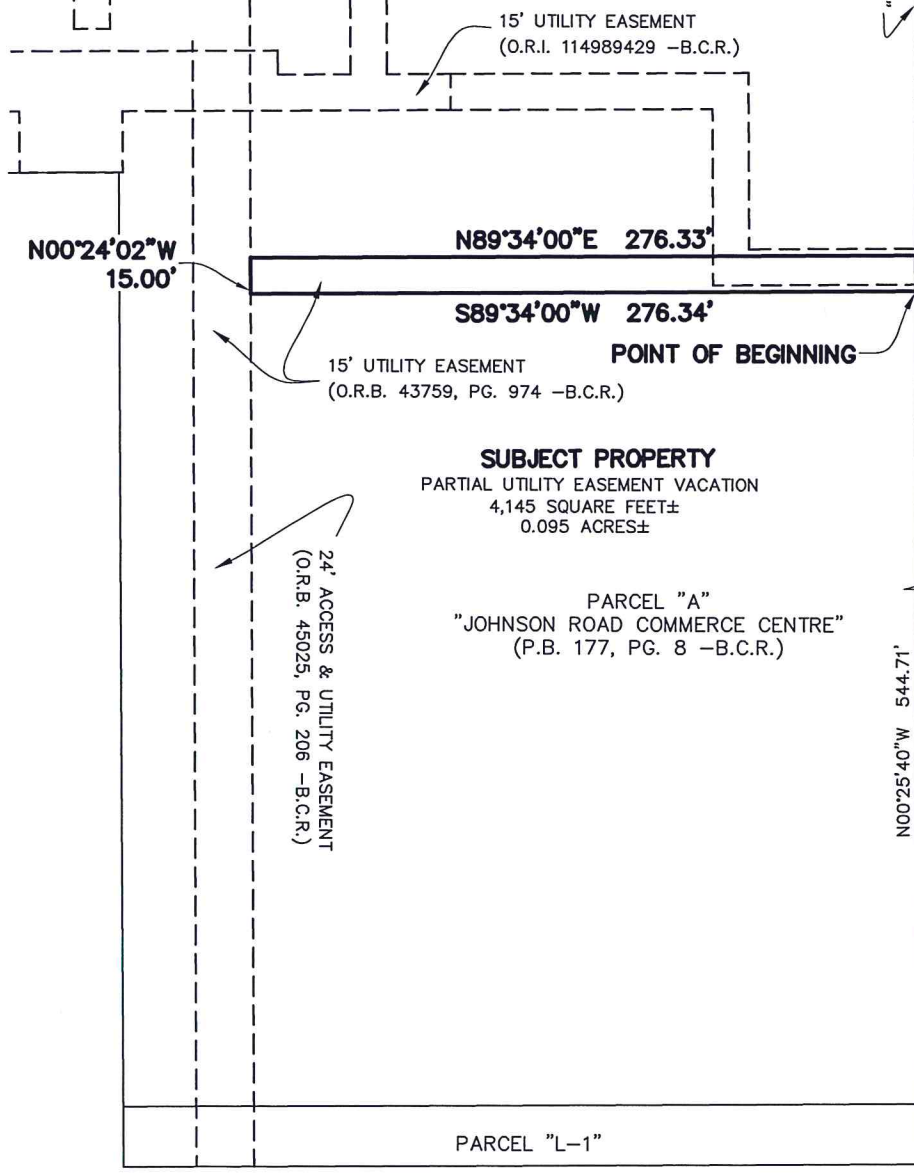 15' UTILITY EASEMENT
(O.R.I. 114989429 –B.C.R.)
"
N00°24'02"W
15.00'
N89°34'00"E 276.33'
S89°34'00"W 276.34'
POINT OF BEGINNING
15' UTILITY EASEMENT
(O.R.B. 43759, PG. 974 –B.C.R.)
SUBJECT PROPERTY
PARTIAL UTILITY EASEMENT VACATION
4,145 SQUARE FEET±
0.095 ACRES±
24' ACCESS & UTILITY EASEMENT
(O.R.B. 45025, PG. 206 –B.C.R.)
PARCEL "A"
"JOHNSON ROAD COMMERCE CENTRE"
(P.B. 177, PG. 8 –B.C.R.)
N00°25'40"W 544.71'
PARCEL "L–1"